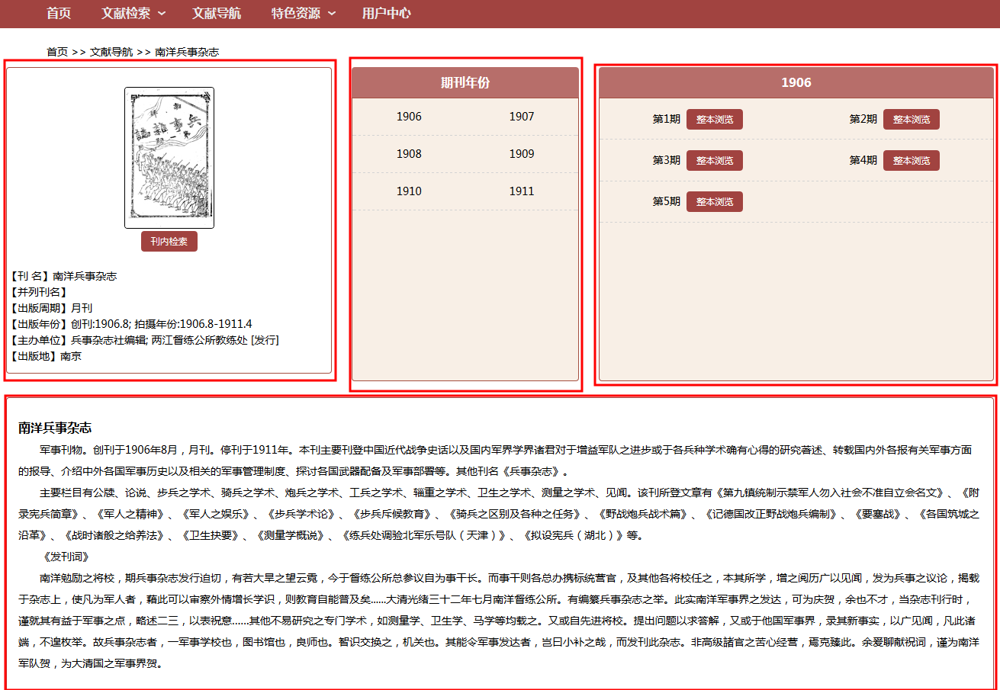 首页 文献检索 文献导航 特色资源 用户中心
首页 >> 文献导航 >> 南洋兵事杂志
南洋
兵事雜誌
第一期
刊内检索
【刊 名】南洋兵事杂志
【并列刊名】
【出版周期】月刊
【出版年份】创刊:1906.8; 拍摄年份:1906.8-1911.4
【主办单位】兵事杂志社编辑; 两江督练公所教练处 [发行]
【出版地】南京
期刊年份
1906 1907
1908 1909
1910 1911
1906
第1期 整本浏览 第2期 整本浏览
第3期 整本浏览 第4期 整本浏览
第5期 整本浏览
南洋兵事杂志
军事刊物。创刊于1906年8月，月刊。停刊于1911年。本刊主要刊登中国近代战争史话以及国内军界学界诸君对于增益军队之进步或于各兵种学术确有心得的研究著述、转载国内外各报有关军事方面
的报导、介绍中外各国军事历史以及相关的军事管理制度、探讨各国武器配备及军事部署等。其他刊名《兵事杂志》。
主要栏目有公牍、论说、步兵之学术、骑兵之学术、炮兵之学术、工兵之学术、辎重之学术、卫生之学术、测量之学术、见闻。该刊所登文章有《第九镇统制示禁军人勿入社会不准自立会名文》、《附
录宪兵简章》、《军人之精神》、《军人之娱乐》、《步兵学术论》、《步兵斥候教育》、《骑兵之区别及各种之任务》、《野战炮兵战术篇》、《记德国改正野战炮兵编制》、《要塞战》、《各国筑城之
沿革》、《战时诸般之给养法》、《卫生抉要》、《测量学概说》、《练兵处调验北军乐号队（天津）》、《拟设宪兵（湖北）》等。
《发刊词》
南洋勉励之将校，期兵事杂志发行迫切，有若大旱之望云霓，今于督练公所总参议自为事干长。而事干则各总办携标统营官，及其他各将校任之，本其所学，增之阅历广以见闻，发为兵事之议论，揭载
于杂志上，使凡为军人者，藉此可以审察外情增长学识，则教育自能普及矣......大清光绪三十二年七月南洋督练公所。有编纂兵事杂志之举。此实南洋军事界之发达，可为庆贺，余也不才，当杂志刊行时，
谨就其有益于军事之点，略述二三，以表祝意......其他不易研究之专门学术，如测量学、卫生学、马学等均载之。又或自先进将校。提出问题以求答解，又或于他国军事界，录其新事实，以广见闻，凡此诸
端，不遑枚举。故兵事杂志者，一军事学校也，图书馆也，良师也。智识交换之，机关也。其能令军事发达者，岂曰小补之哉，而发刊此杂志。非高级諸官之苦心经营，焉克臻此。余爰聊献祝词，谨为南洋
军队贺，为大清国之军事界贺。